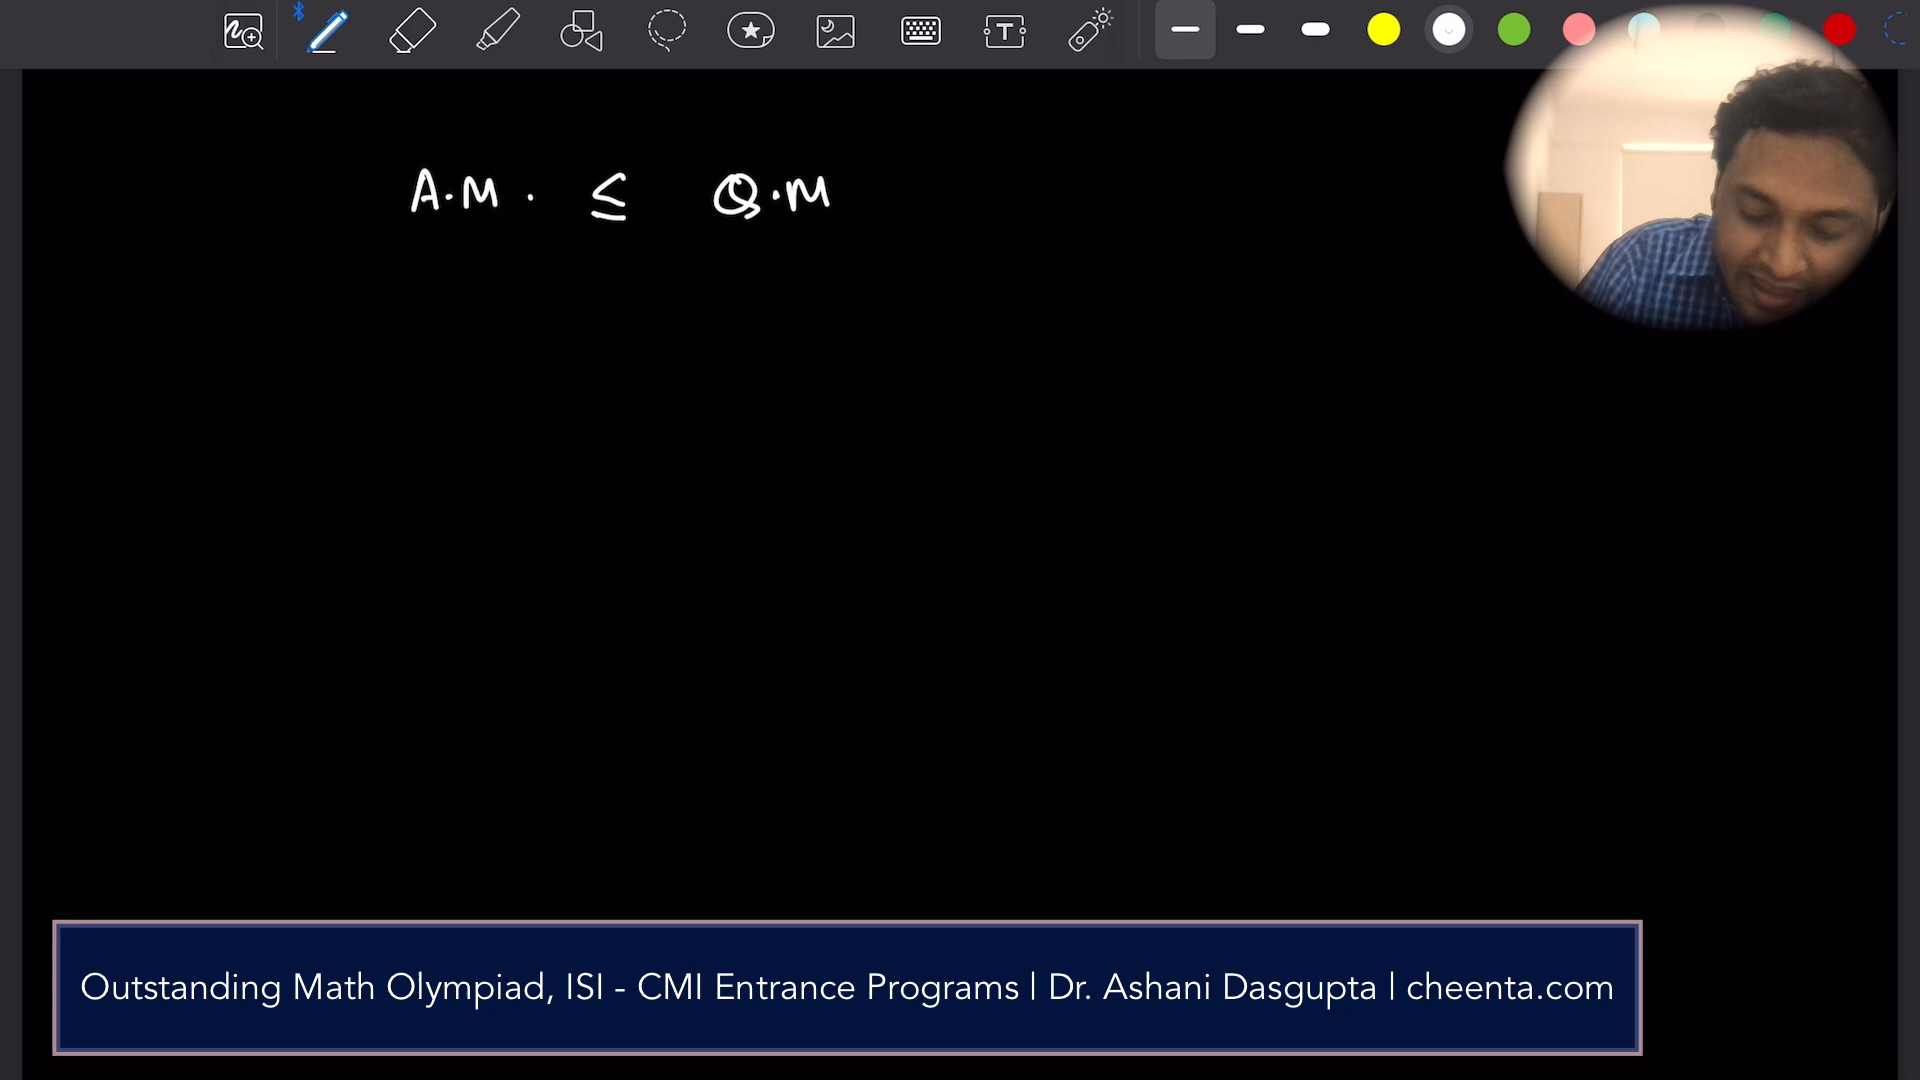 A.M. ≤ Q.M
Outstanding Math Olympiad, ISI - CMI Entrance Programs | Dr. Ashani Dasgupta | cheenta.com